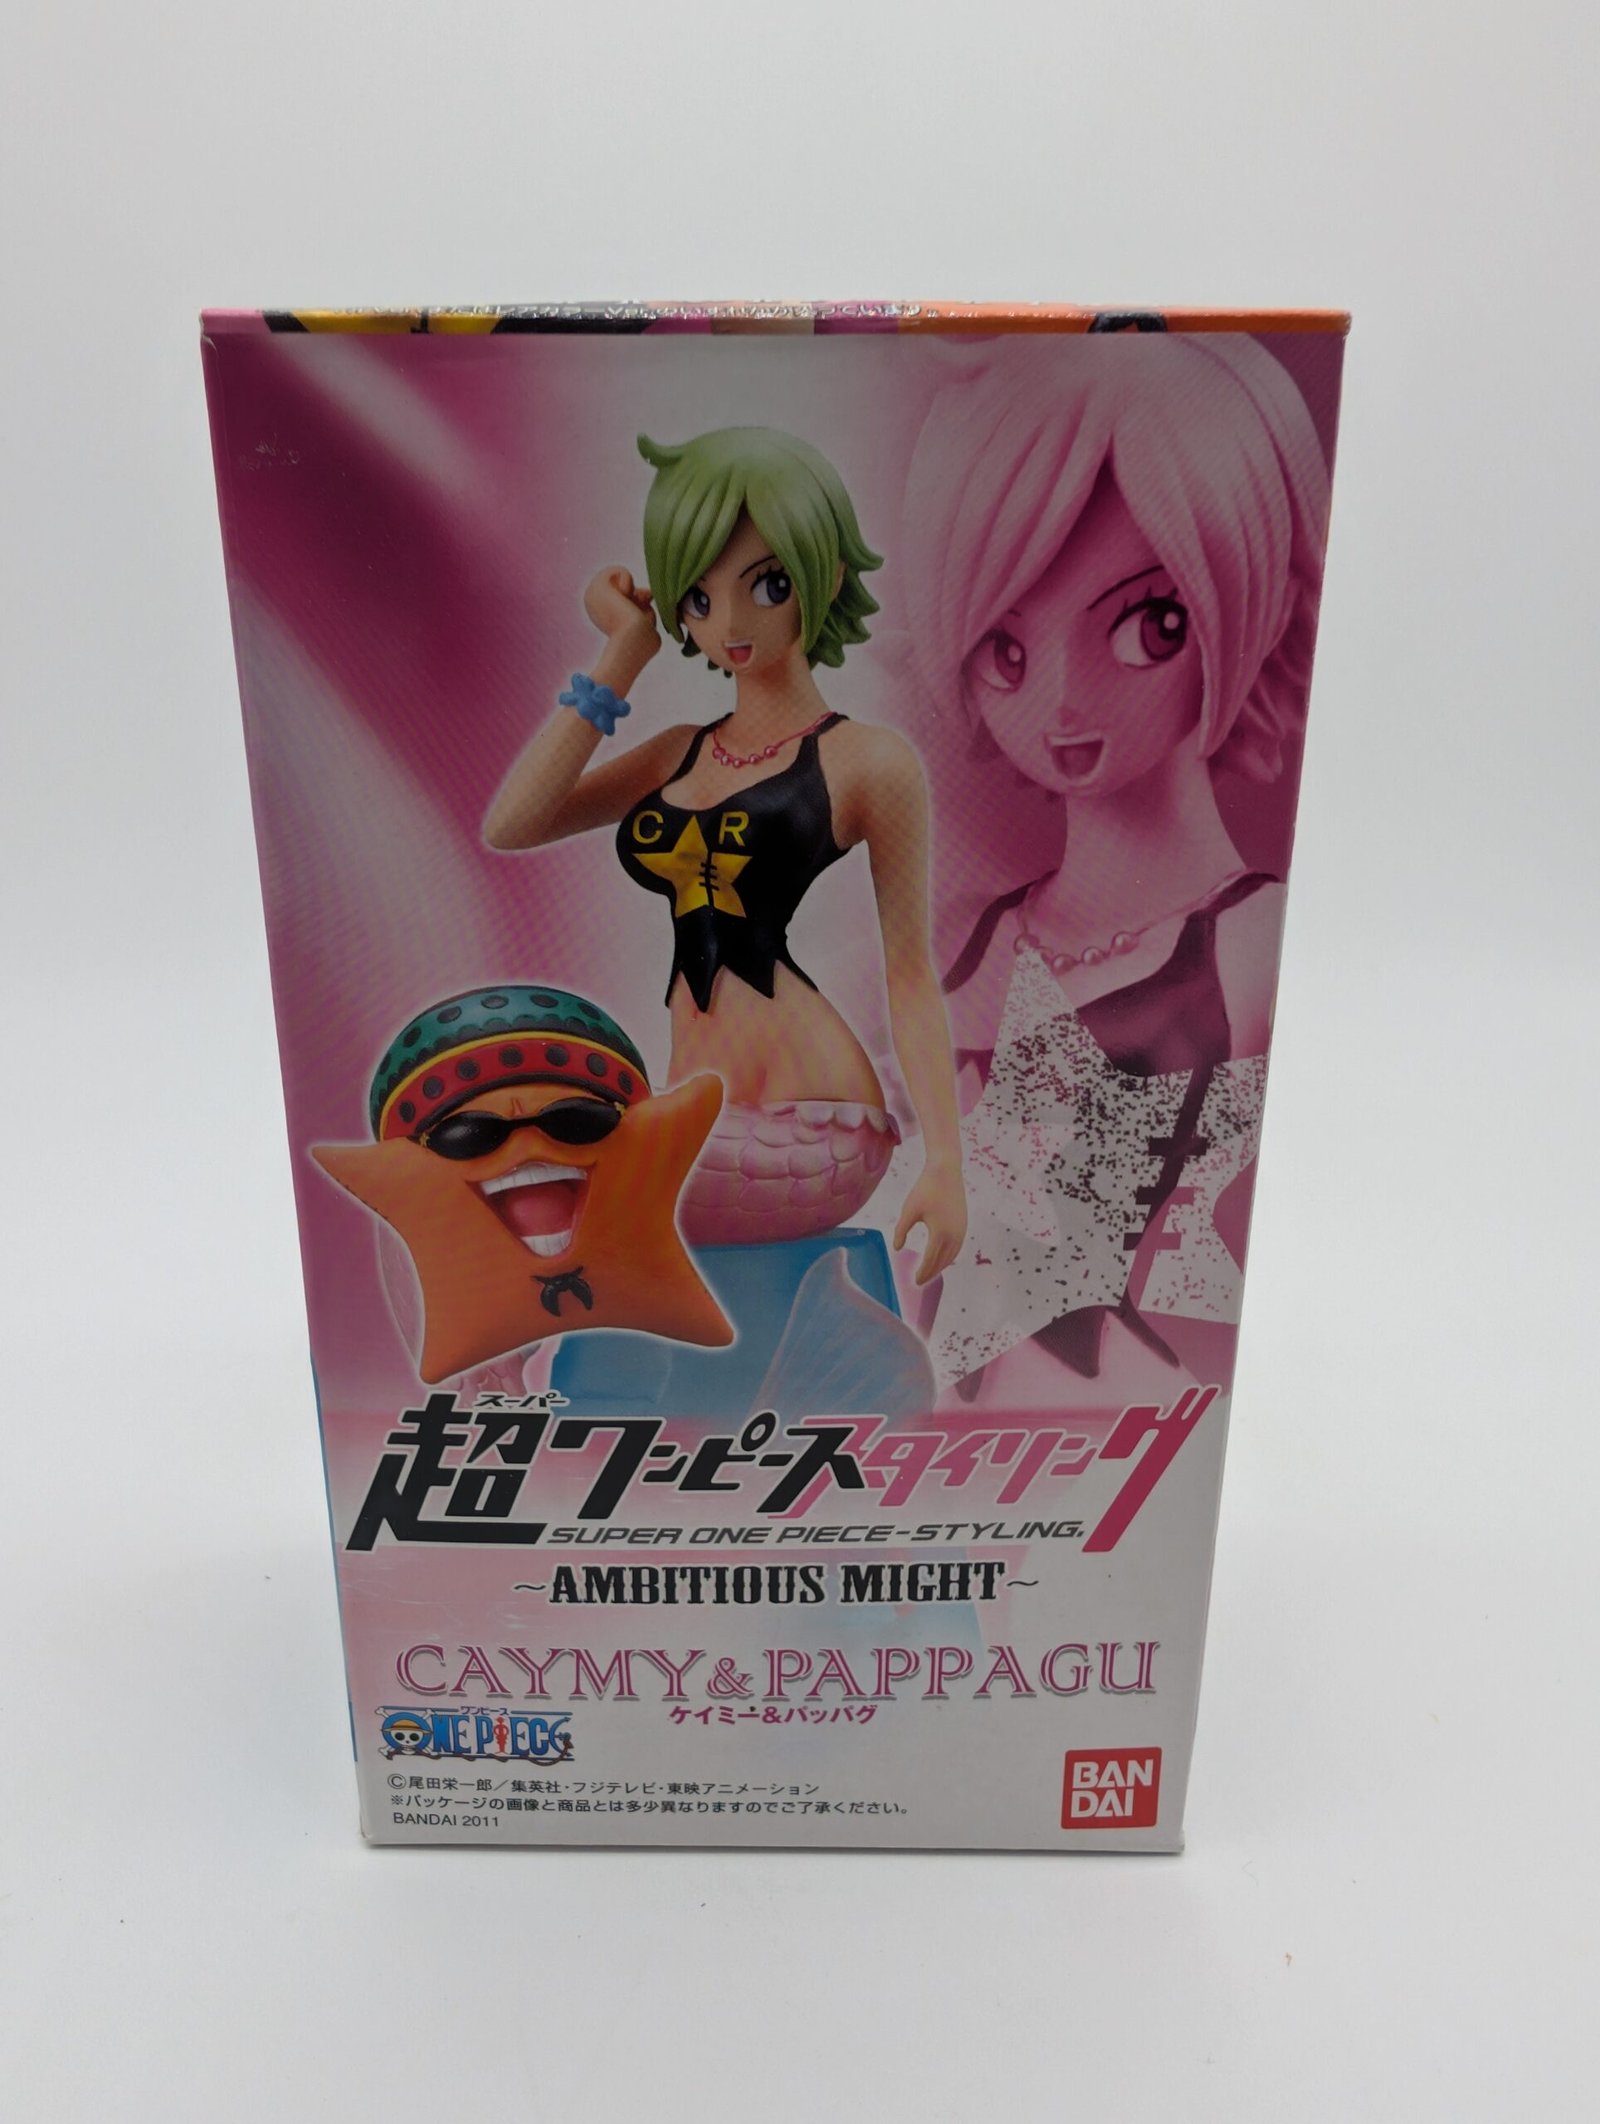 C R
スーパー
超ワンピーススタイリング
SUPER ONE PIECE-STYLING.
~AMBITIOUS MIGHT~
CAYMY&PAPPAGU
ケイミー&パッパグ
ワンピース
ONE PIECE
©尾田栄一郎／集英社・フジテレビ・東映アニメーション
※パッケージの画像と商品とは多少異なりますのでご了承ください。
BANDAI 2011
BAN
DAI